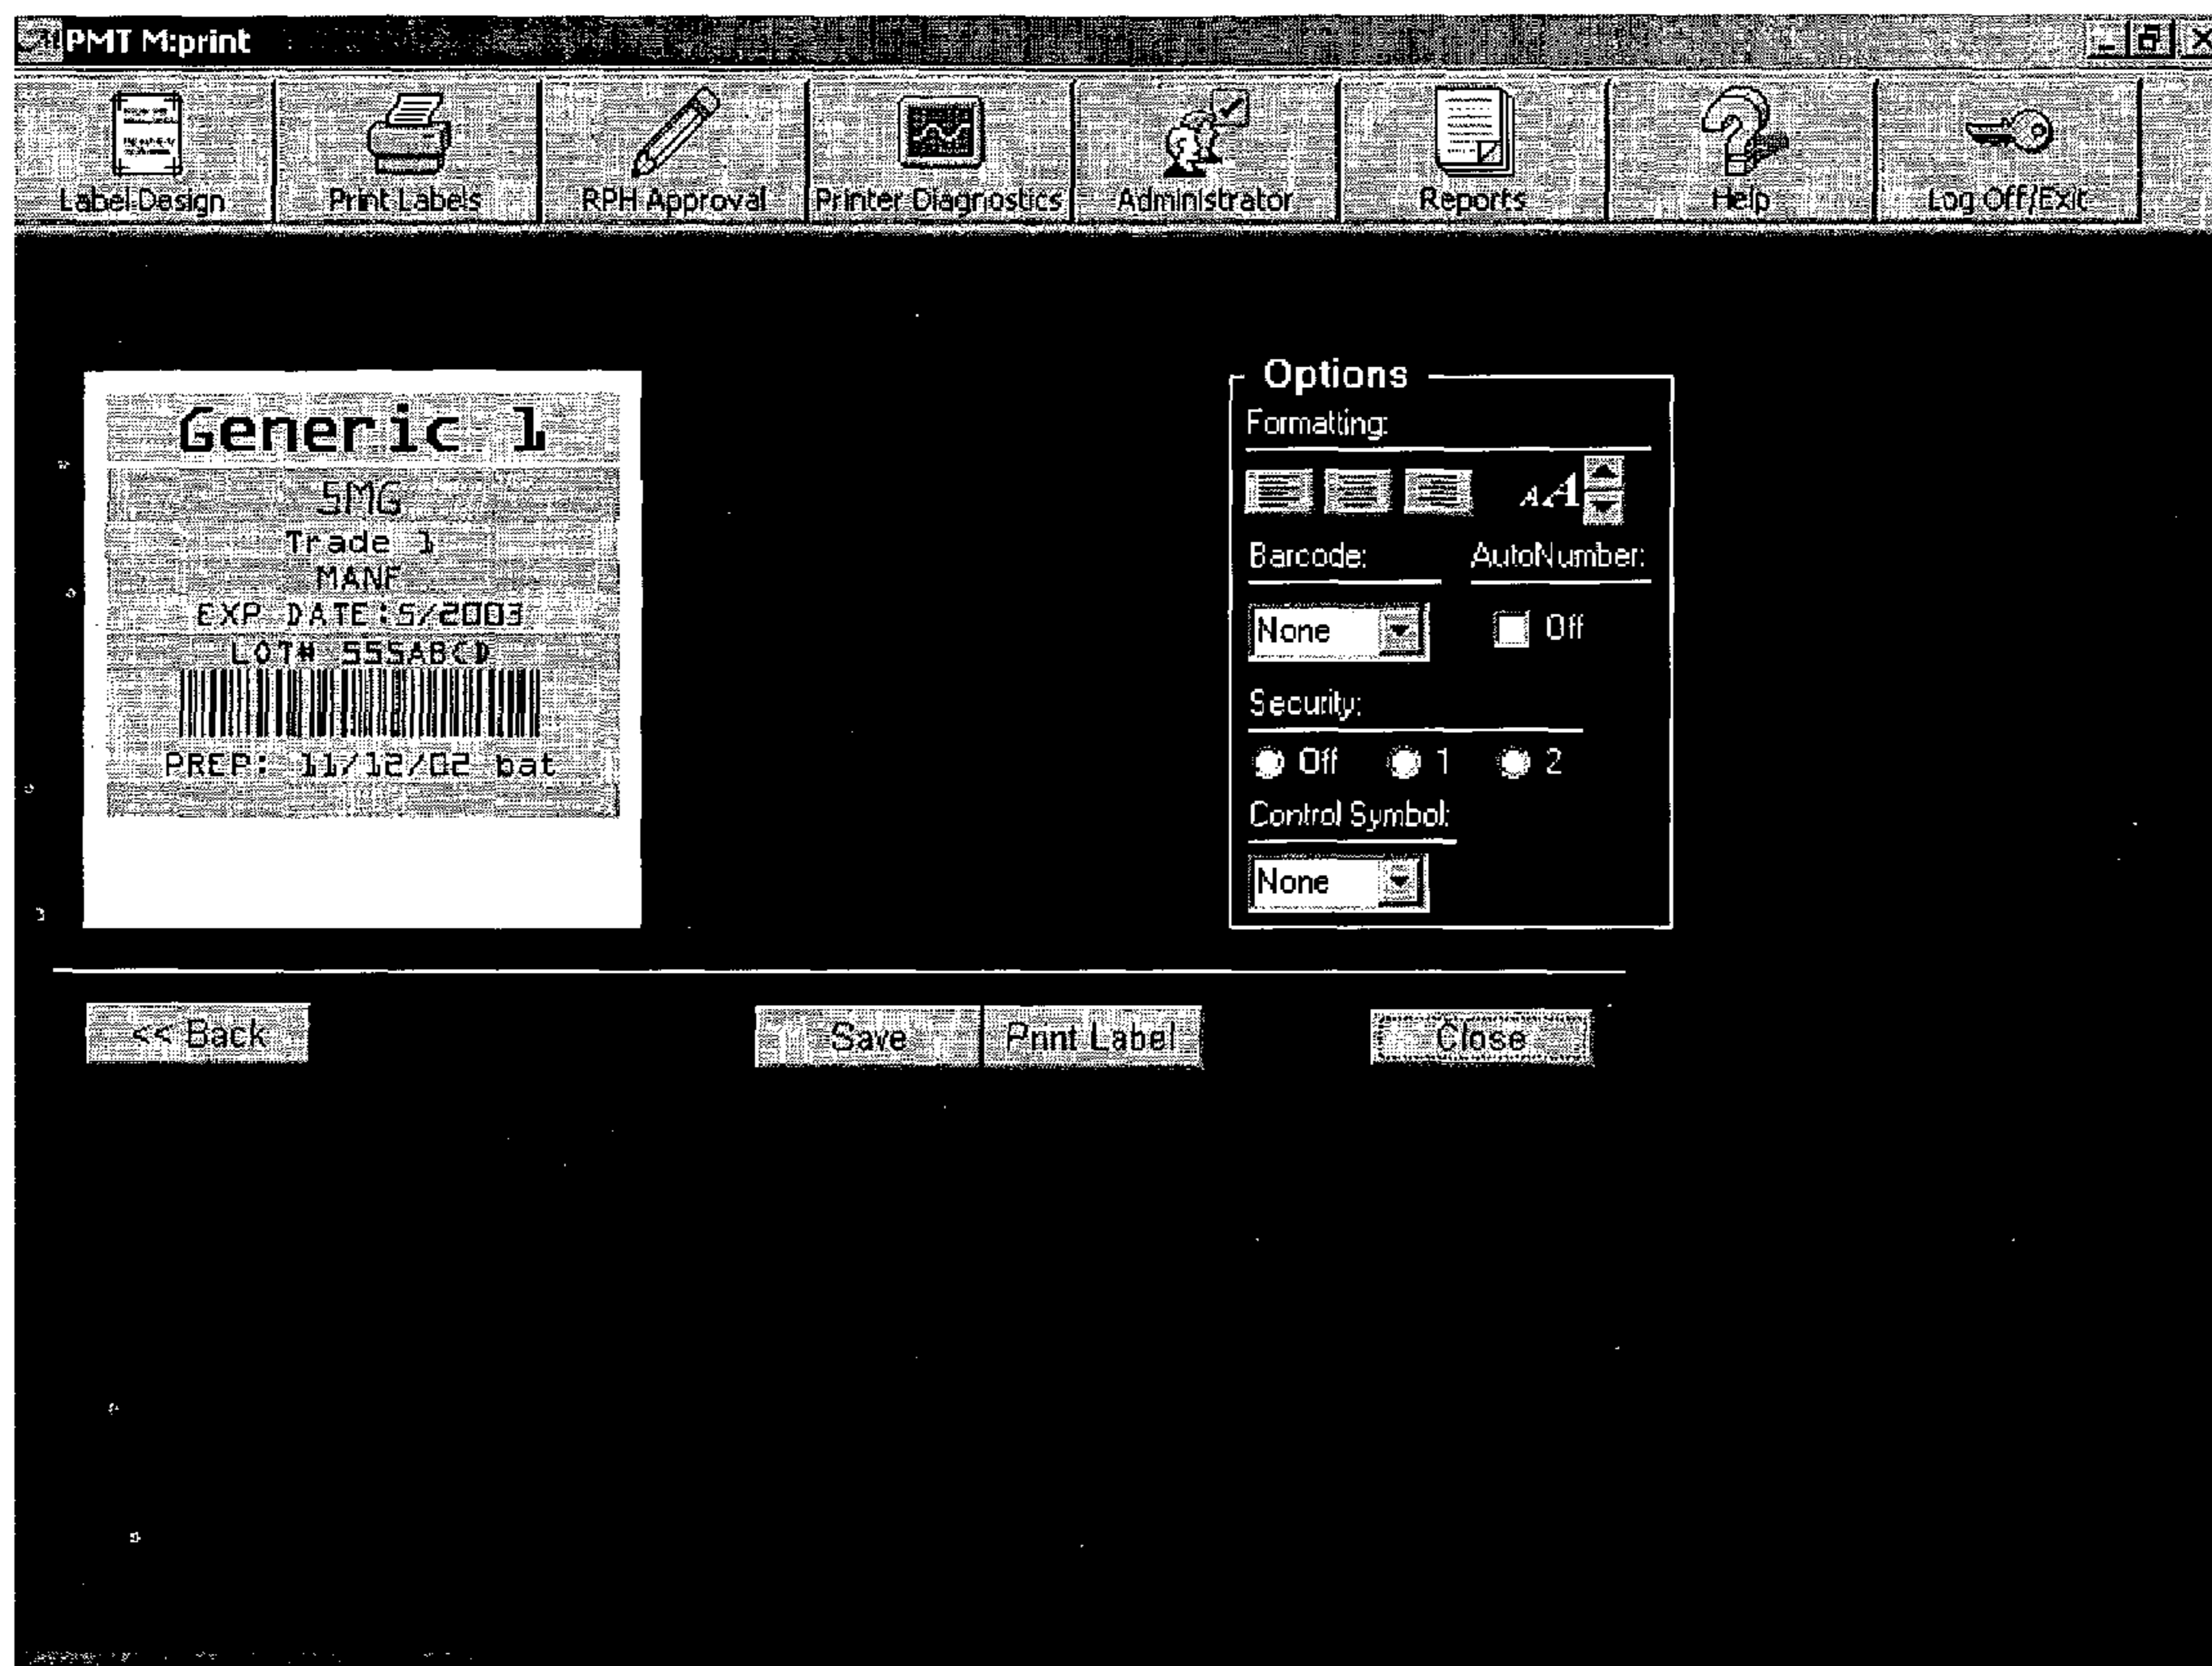 PMT M:print
Label Design Print Labels RPH Approval Printer Diagnostics Administrator Reports Help Log Off/Exit
Generic 1
5MG
Trade 1
MANF
EXP DATE:5/2003
LOT# 555ABCD
PREP: 11/12/02 bat
Options
Formatting:
AA
Barcode: AutoNumber:
None Off
Security:
Off 1 2
Control Symbol:
None
<< Back Save Print Label Close